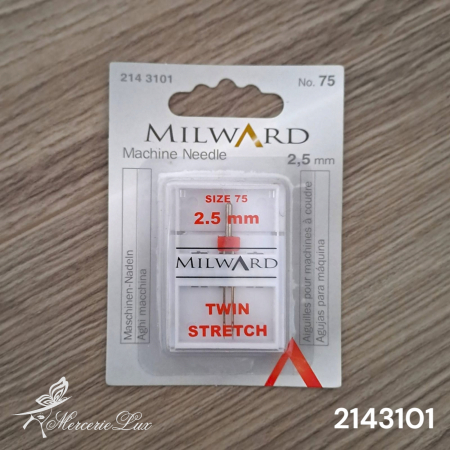 214 3101
No. 75
MILWARD
Machine Needle
2,5 mm
SIZE 75
2.5 mm
MILWARD
TWIN
STRETCH
Maschinen-Nadeln
Aghi macchina
Aiguilles pour machines à coudre
Agujas para máquina
Mercerie Lux
2143101